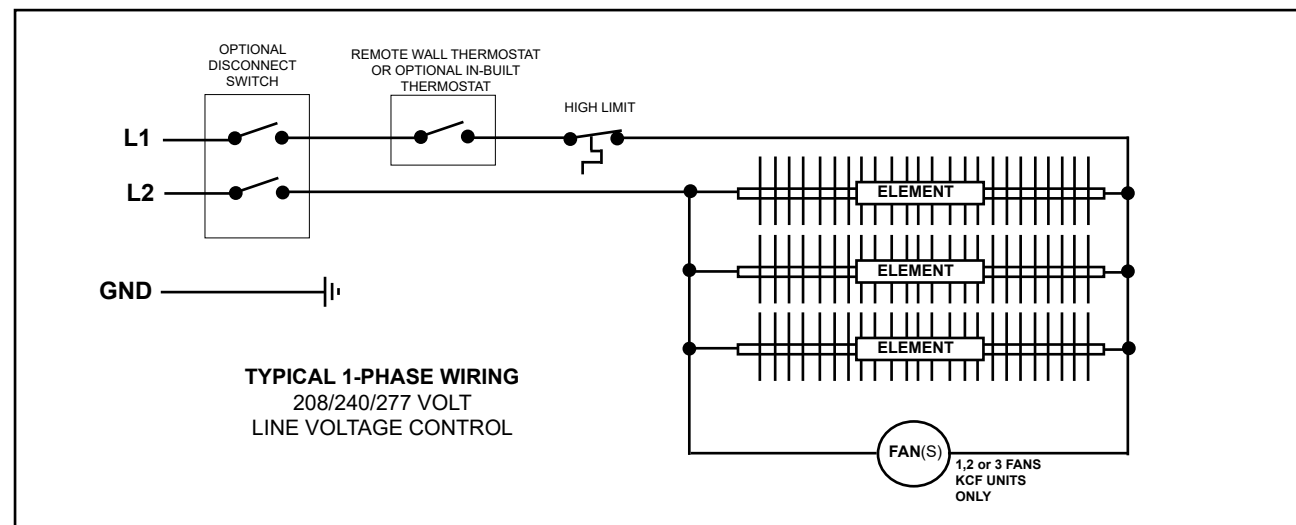 OPTIONAL
DISCONNECT
SWITCH
REMOTE WALL THERMOSTAT
OR OPTIONAL IN-BUILT
THERMOSTAT
HIGH LIMIT
L1
L2
ELEMENT
ELEMENT
GND
ELEMENT
TYPICAL 1-PHASE WIRING
208/240/277 VOLT
LINE VOLTAGE CONTROL
FAN(S)
1,2 or 3 FANS
KCF UNITS
ONLY